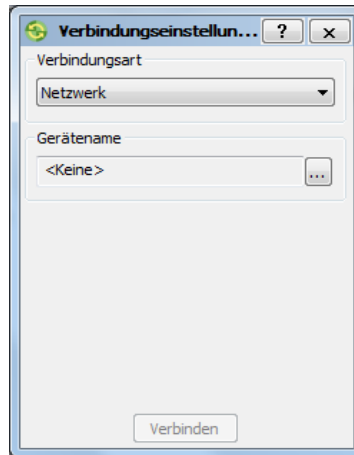 Verbindungseinstellun... ? x
Verbindungsart
Netzwerk
Gerätename
<Keine>
...
Verbinden